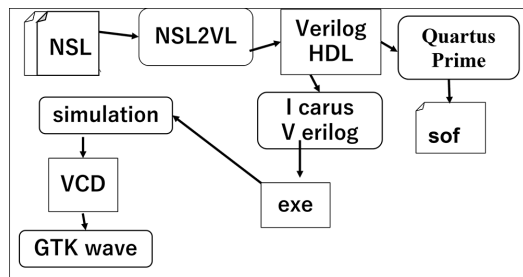 NSL
NSL2VL
Verilog
HDL
Quartus
Prime
simulation
I carus
V erilog
sof
VCD
exe
GTK wave